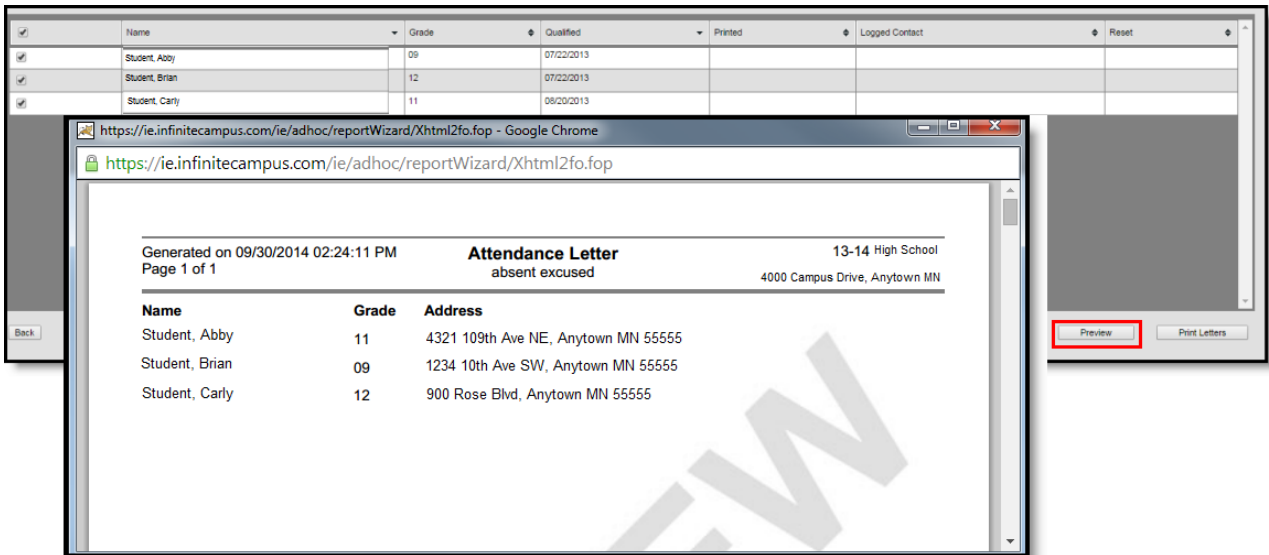 Name Grade Qualified Printed Logged Contact Reset
Student, Abby 09 07/22/2013
Student, Brian 12 07/22/2013
Student, Carly 11 08/20/2013
https://ie.infinitecampus.com/ie/adhoc/reportWizard/Xhtml2fo.fop - Google Chrome
https://ie.infinitecampus.com/ie/adhoc/reportWizard/Xhtml2fo.fop
Generated on 09/30/2014 02:24:11 PM Attendance Letter 13-14 High School
Page 1 of 1 absent excused 4000 Campus Drive, Anytown MN
Name Grade Address
Student, Abby 11 4321 109th Ave NE, Anytown MN 55555
Student, Brian 09 1234 10th Ave SW, Anytown MN 55555
Student, Carly 12 900 Rose Blvd, Anytown MN 55555
EW
Back Preview Print Letters